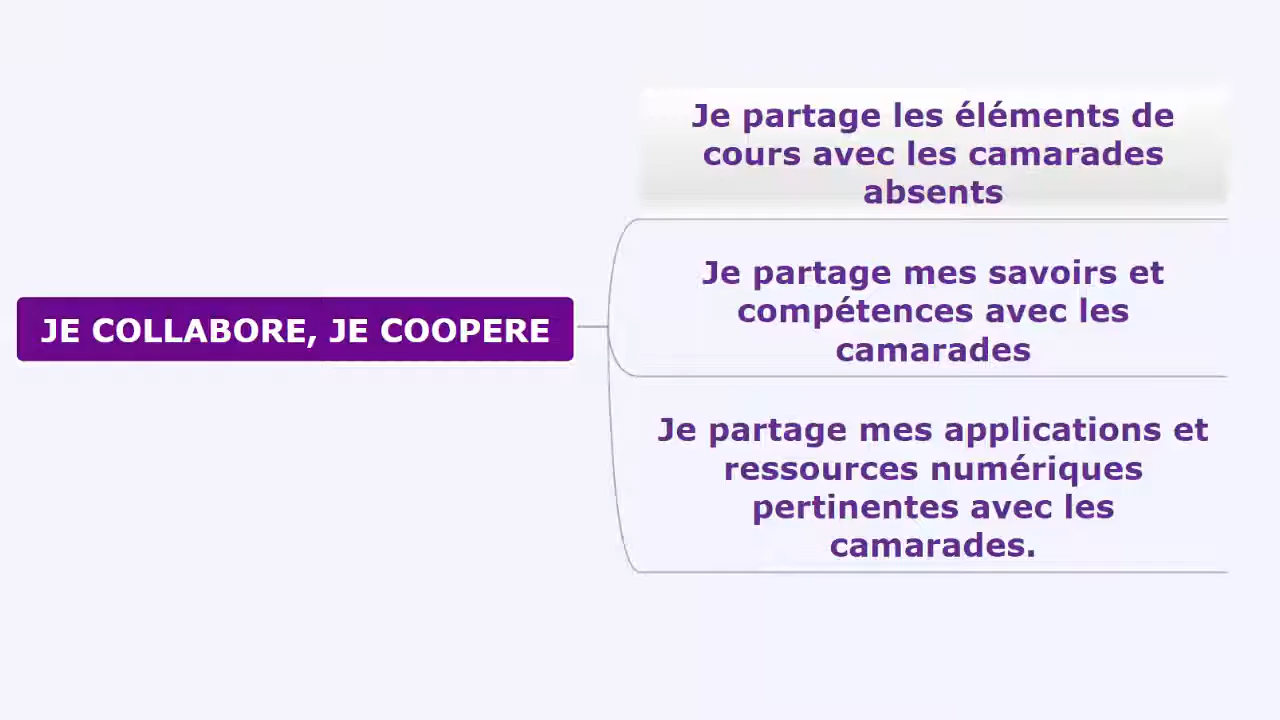 JE COLLABORE, JE COOPERE
Je partage les éléments de
cours avec les camarades
absents
Je partage mes savoirs et
compétences avec les
camarades
Je partage mes applications et
ressources numériques
pertinentes avec les
camarades.